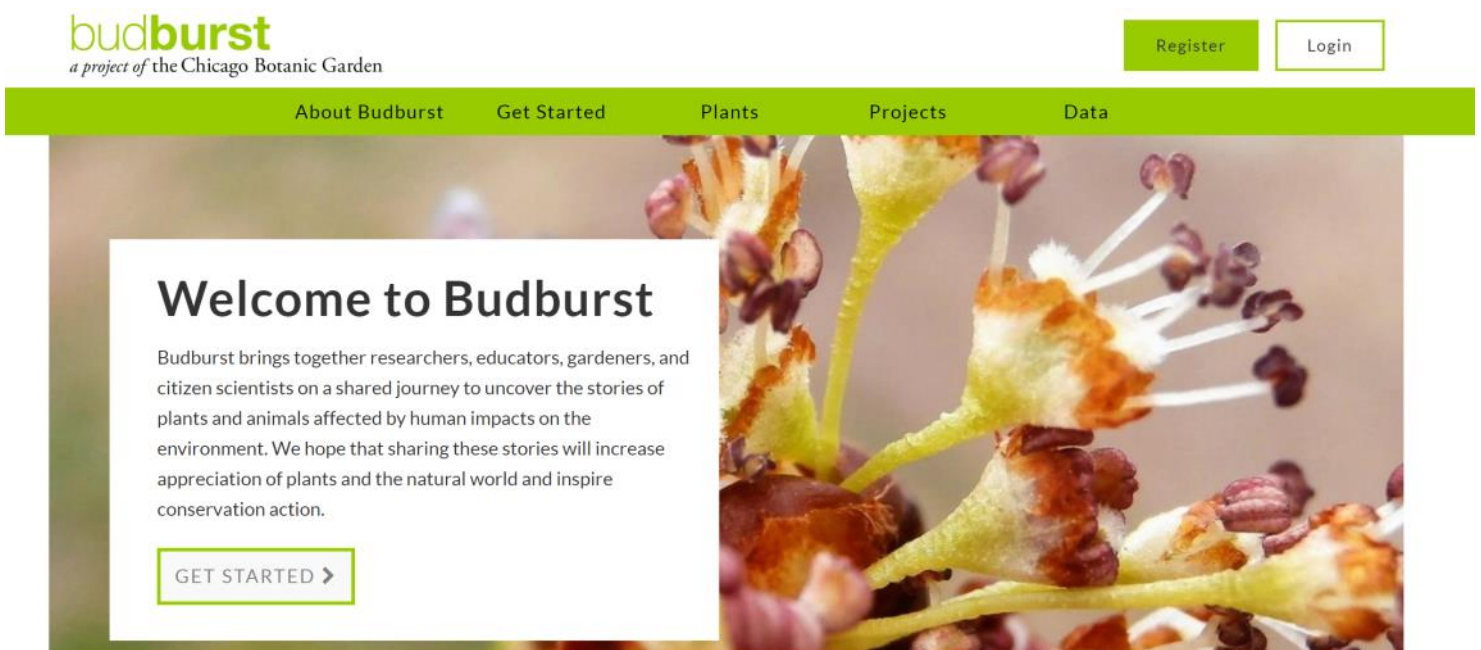 budburst
a project of the Chicago Botanic Garden
Register
Login
About Budburst
Get Started
Plants
Projects
Data
Welcome to Budburst
Budburst brings together researchers, educators, gardeners, and
citizen scientists on a shared journey to uncover the stories of
plants and animals affected by human impacts on the
environment. We hope that sharing these stories will increase
appreciation of plants and the natural world and inspire
conservation action.
GET STARTED